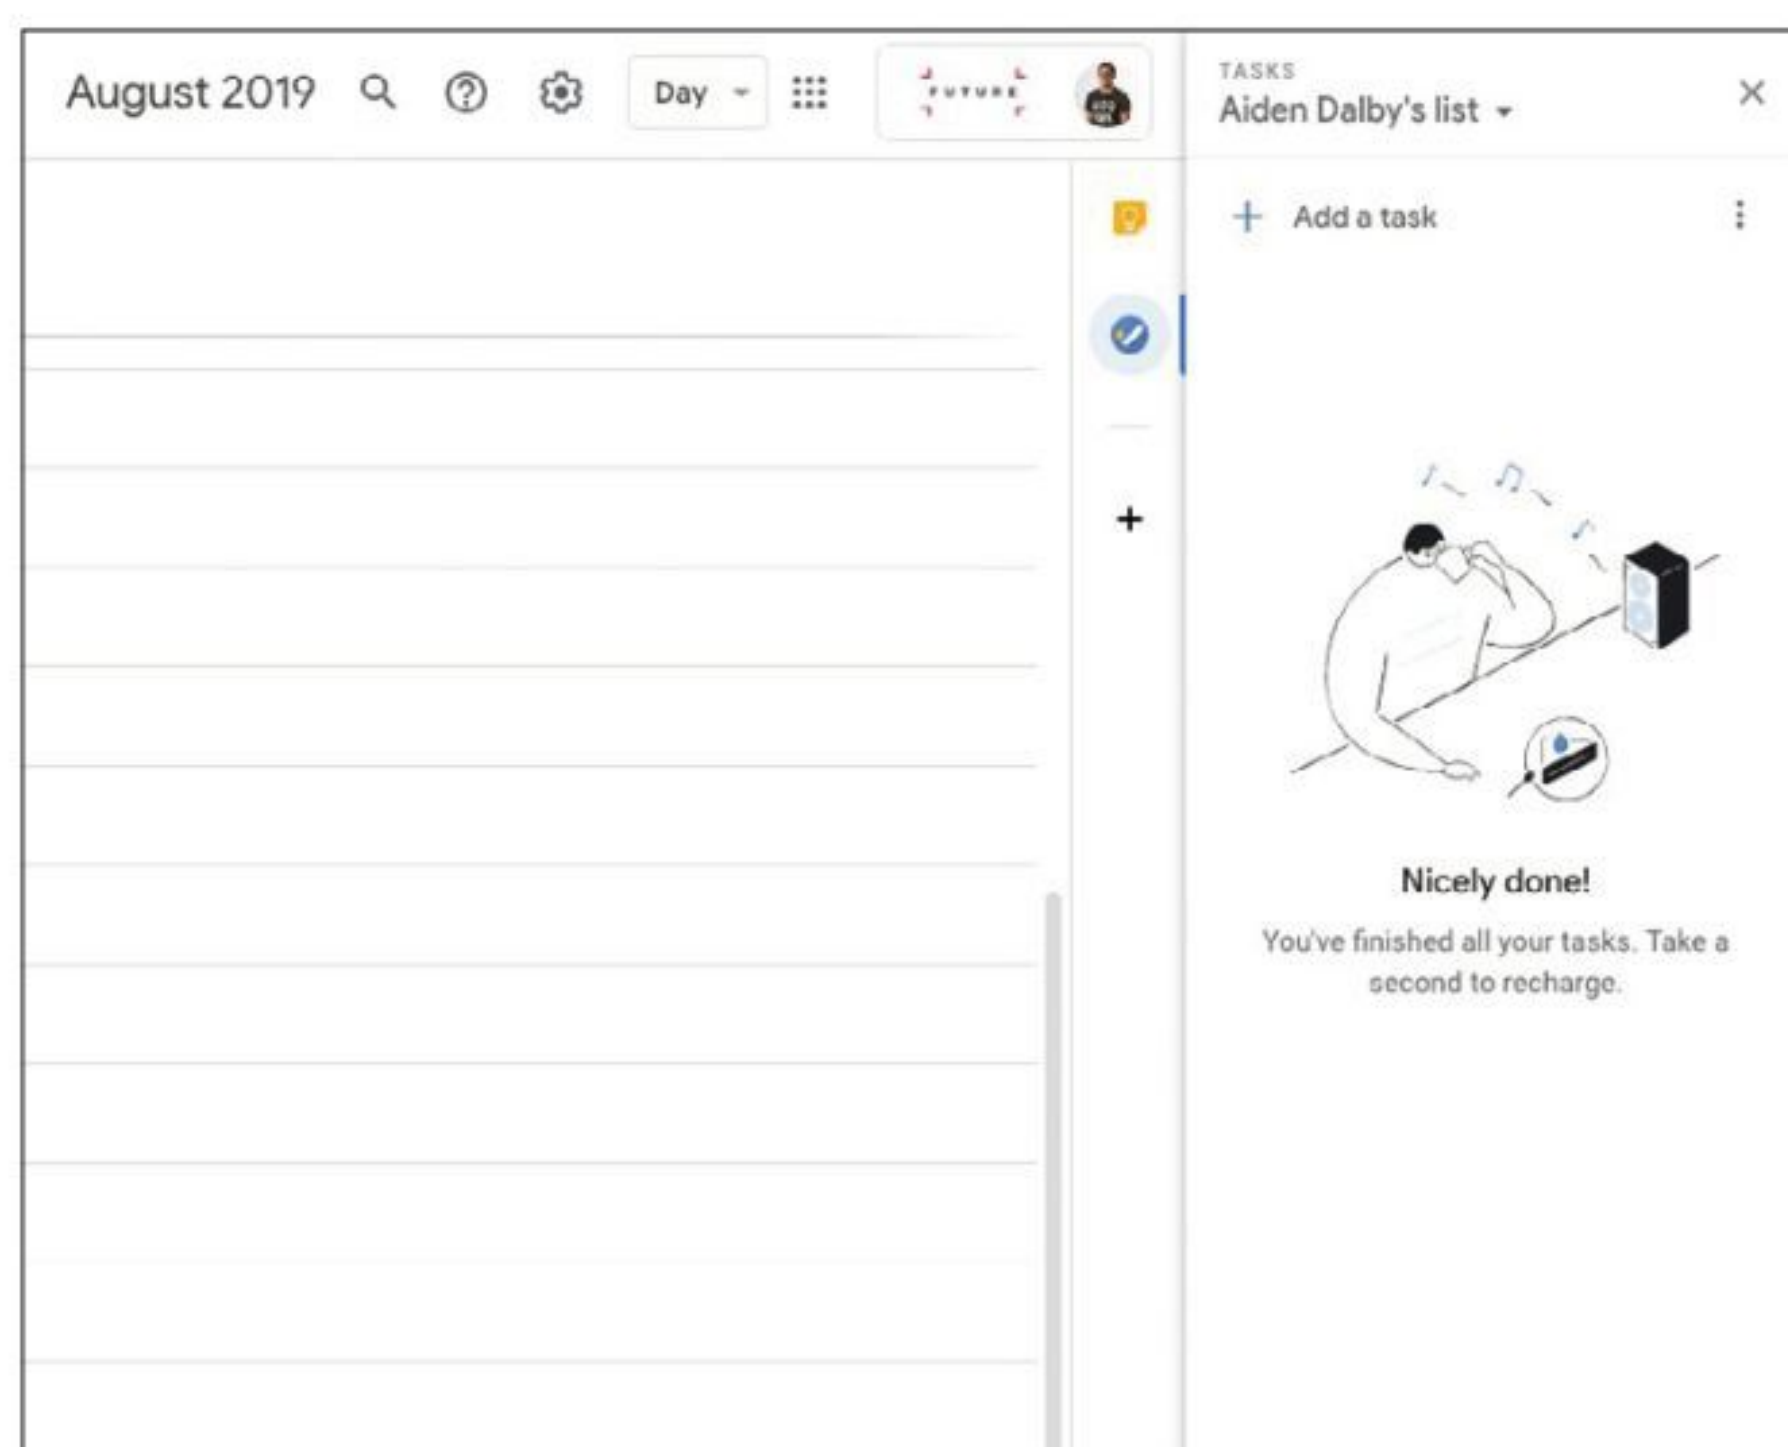 August 2019
Day
FUTURE
TASKS
Aiden Dalby's list
Add a task
Nicely done!
You've finished all your tasks. Take a
second to recharge.